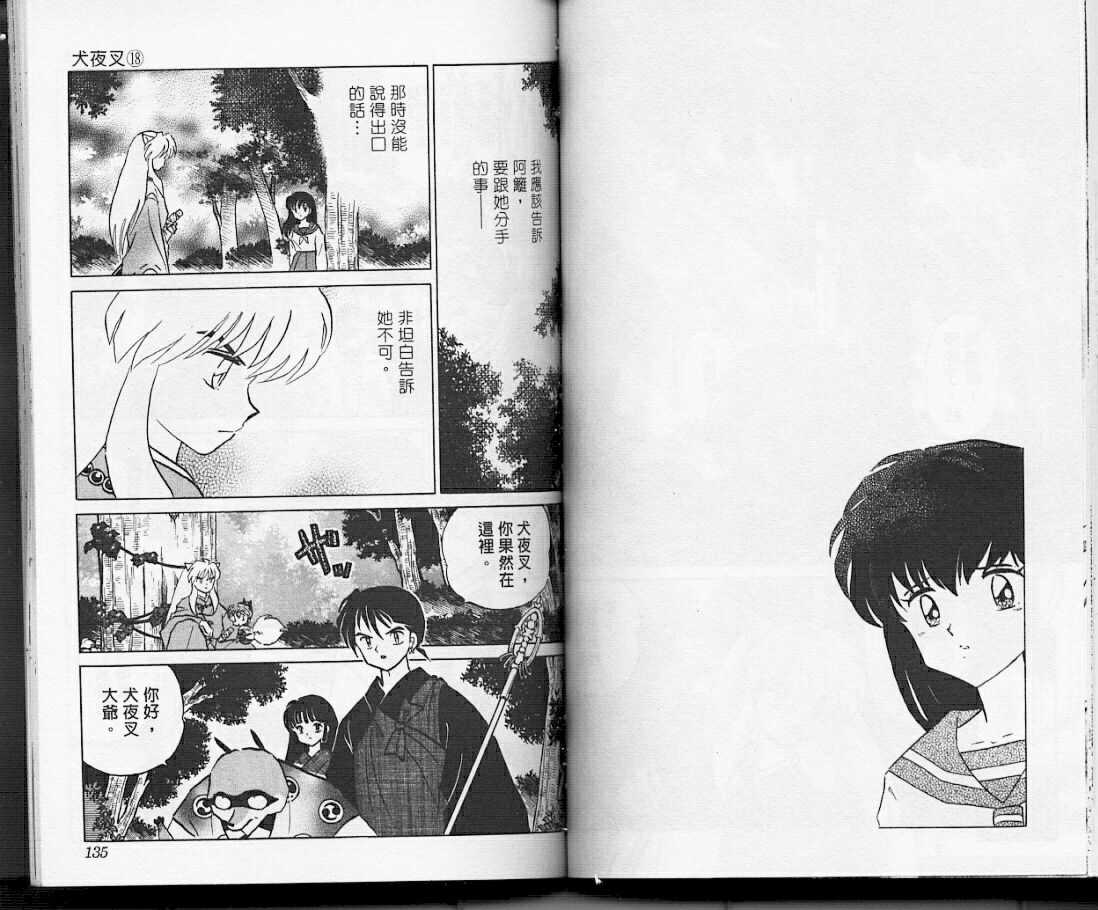 犬夜叉⑱
我應該告訴
阿籬，
要跟她分手
的事——
那時沒能
說得出口
的話…
非坦白告訴
她不可。
犬夜叉，
你果然在
這裡。
你好，
犬夜叉
大爺。
135